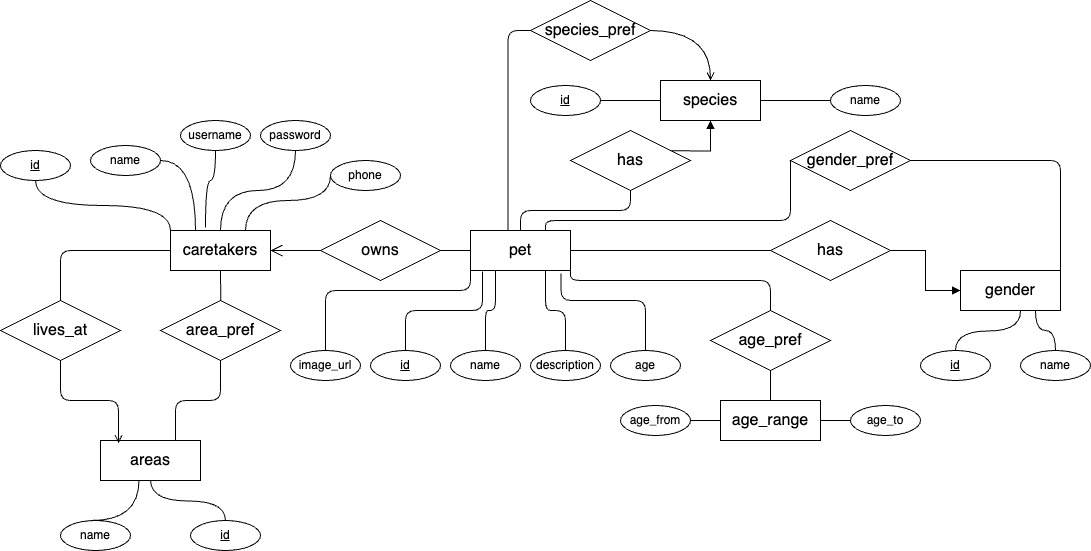 species_pref
id
species
name
username
password
id
name
phone
has
gender_pref
caretakers
owns
pet
has
gender
lives_at
area_pref
age_pref
image_url
id
name
description
age
id
name
age_from
age_range
age_to
areas
name
id